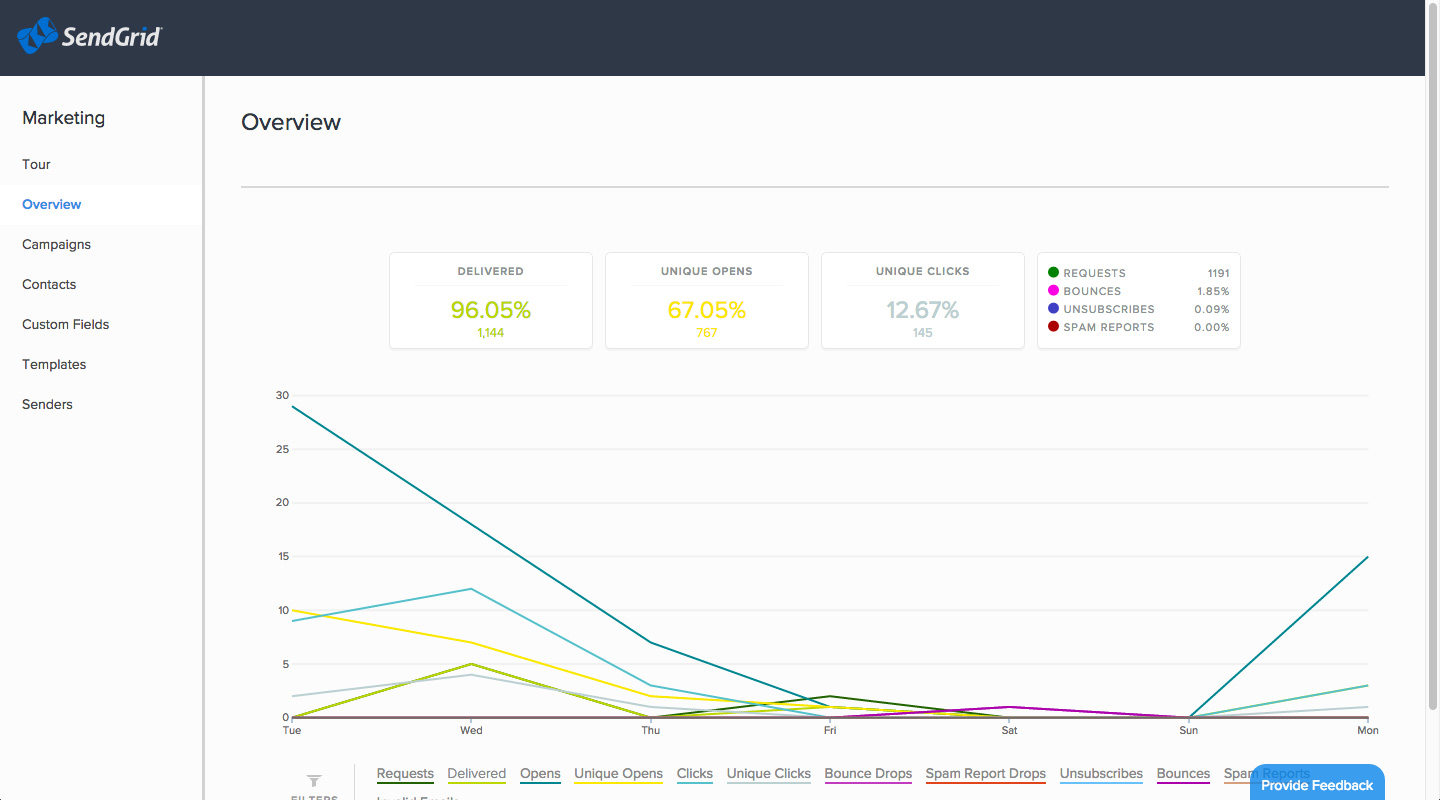 SendGrid
Marketing
Tour
Overview
Campaigns
Contacts
Custom Fields
Templates
Senders
Overview
DELIVERED
96.05%
1,144
UNIQUE OPENS
67.05%
767
UNIQUE CLICKS
12.67%
145
REQUESTS 1191
BOUNCES 1.85%
UNSUBSCRIBES 0.09%
SPAM REPORTS 0.00%
30
25
20
15
10
5
0
Tue Wed Thu Fri Sat Sun Mon
FILTERS
Requests Delivered Opens Unique Opens Clicks Unique Clicks Bounce Drops Spam Report Drops Unsubscribes Bounces Spam Reports
Invalid Emails
Provide Feedback